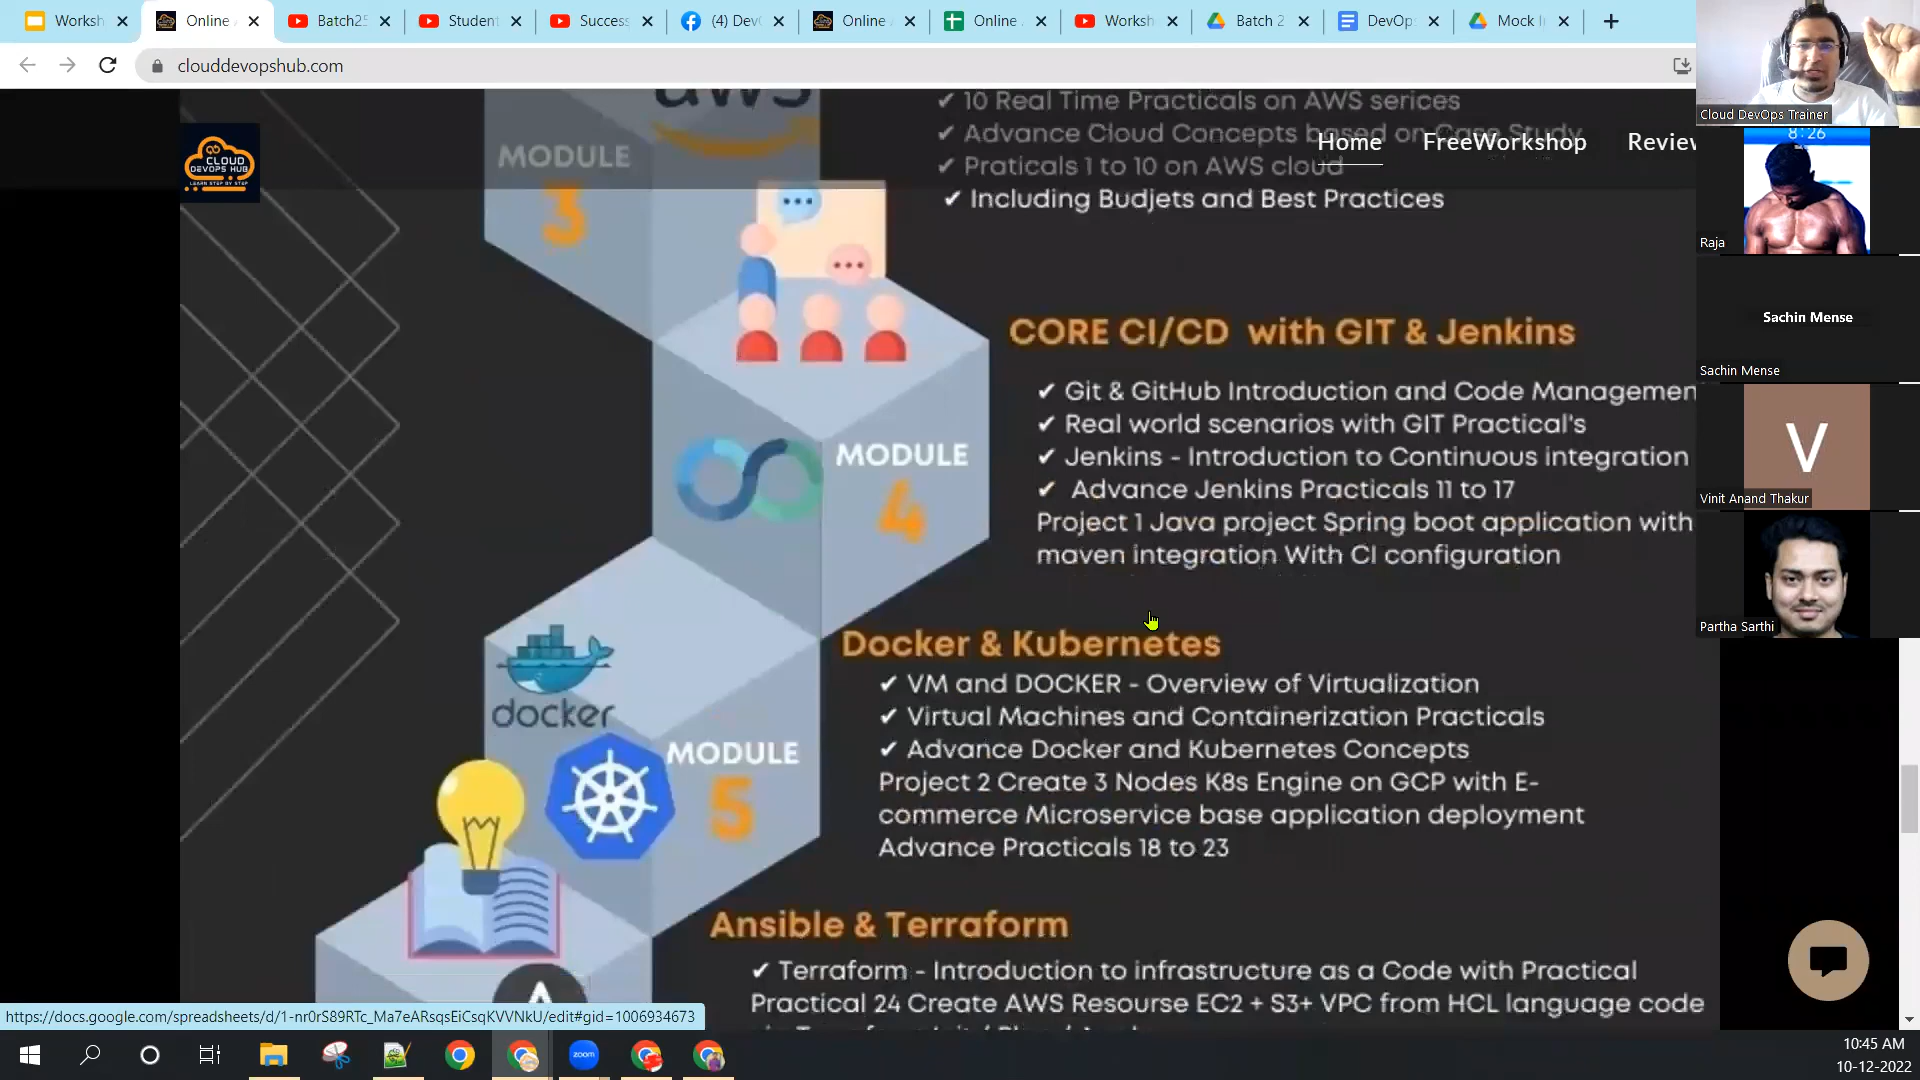 Worksh
Online
Batch25
Student
Success
(4) Dev
Online
Online
Worksh
Batch 2
DevOp
Mock I
clouddevopshub.com
Cloud DevOps Trainer
CLOUD
DEVOPS HUB
LEARN STEP BY STEP
Home
FreeWorkshop
Review
aws
✔ 10 Real Time Practicals on AWS serices
✔ Advance Cloud Concepts based on Case Study
✔ Praticals 1 to 10 on AWS cloud
✔ Including Budjets and Best Practices
MODULE
3
8:26
Raja
CORE CI/CD with GIT & Jenkins
✔ Git & GitHub Introduction and Code Managemen
✔ Real world scenarios with GIT Practical's
✔ Jenkins - Introduction to Continuous integration
✔ Advance Jenkins Practicals 11 to 17
Project 1 Java project Spring boot application with
maven integration With CI configuration
MODULE
4
Sachin Mense
Sachin Mense
V
Vinit Anand Thakur
Partha Sarthi
Docker & Kubernetes
✔ VM and DOCKER - Overview of Virtualization
✔ Virtual Machines and Containerization Practicals
✔ Advance Docker and Kubernetes Concepts
Project 2 Create 3 Nodes K8s Engine on GCP with E-
commerce Microservice base application deployment
Advance Practicals 18 to 23
docker
MODULE
5
Ansible & Terraform
✔ Terraform - Introduction to infrastructure as a Code with Practical
Practical 24 Create AWS Resourse EC2 + S3+ VPC from HCL language code
https://docs.google.com/spreadsheets/d/1-nr0rS89RTc_Ma7eARsqsEiCsqKVVNkU/edit#gid=1006934673
zoom
10:45 AM
10-12-2022